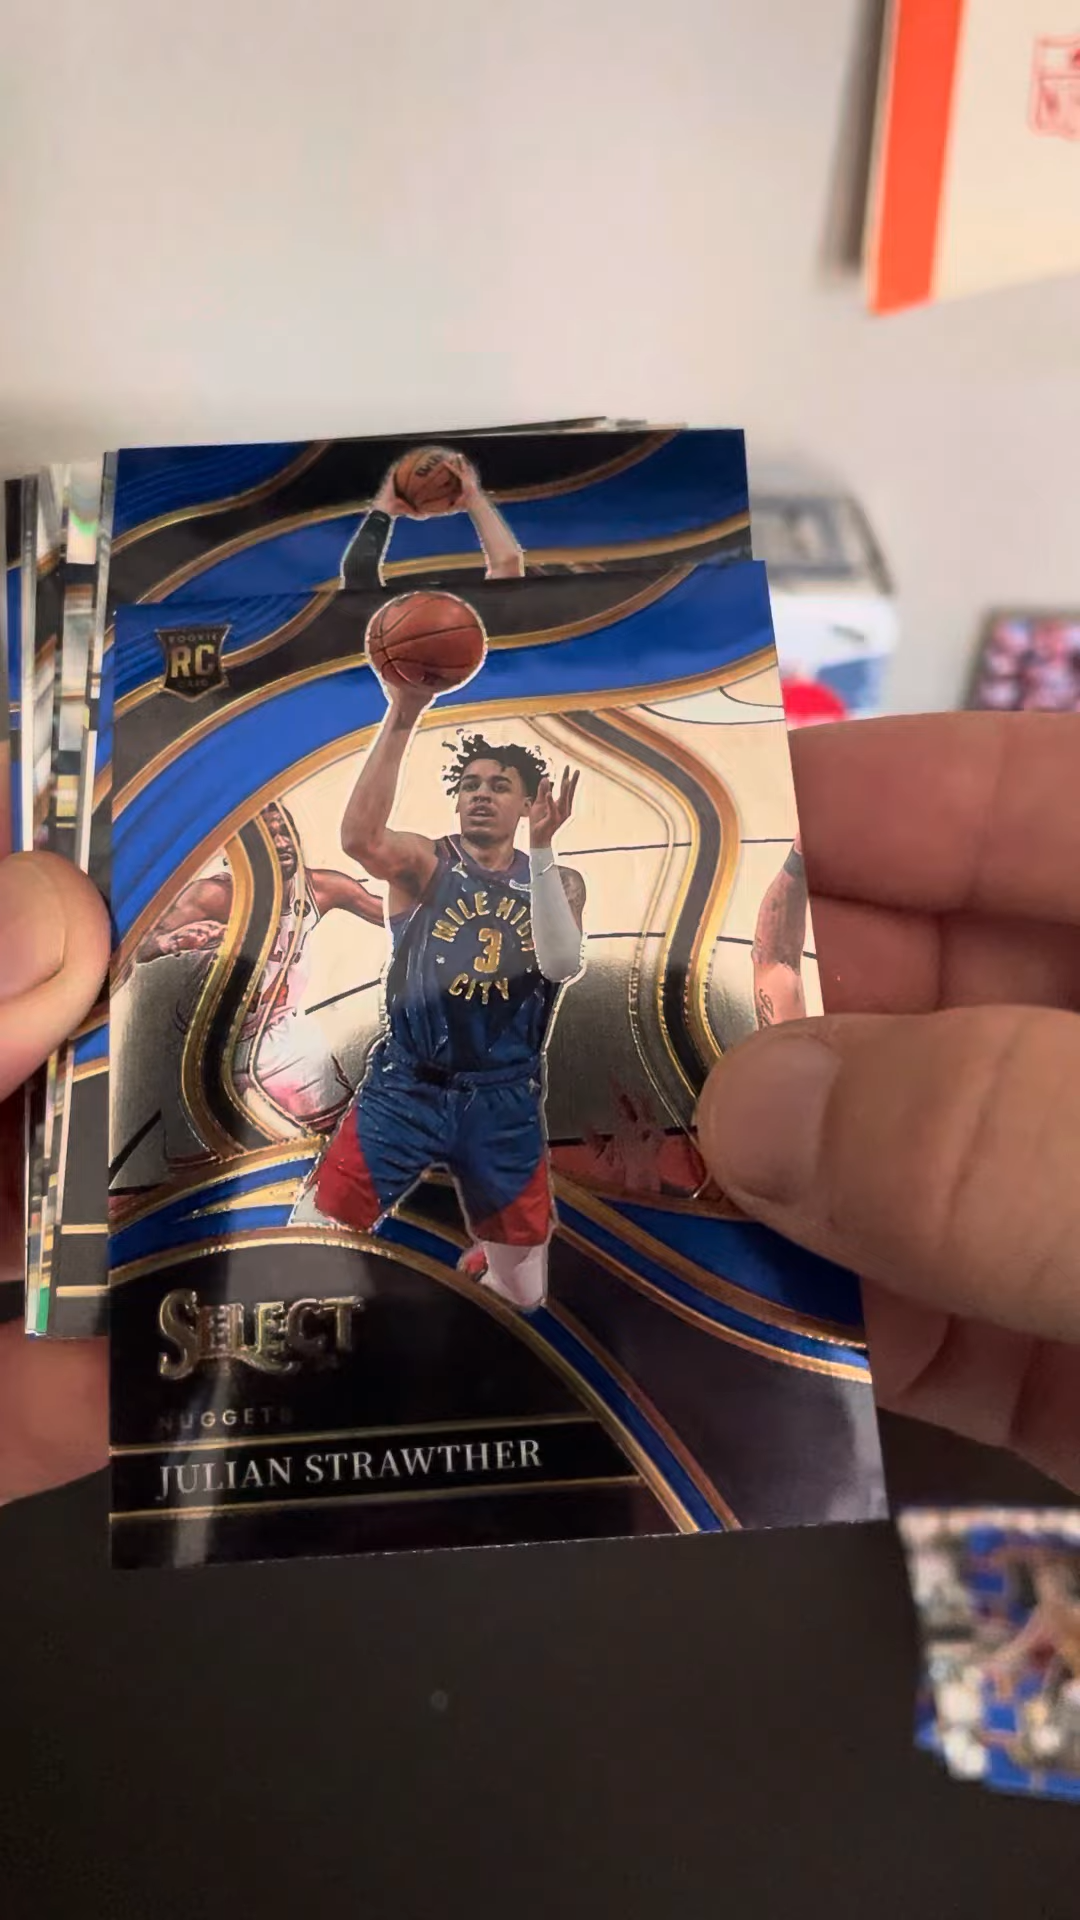 ROOKIE
RC
CARD
MILE HIGH
3
CITY
SELECT
NUGGETS
JULIAN STRAWTHER